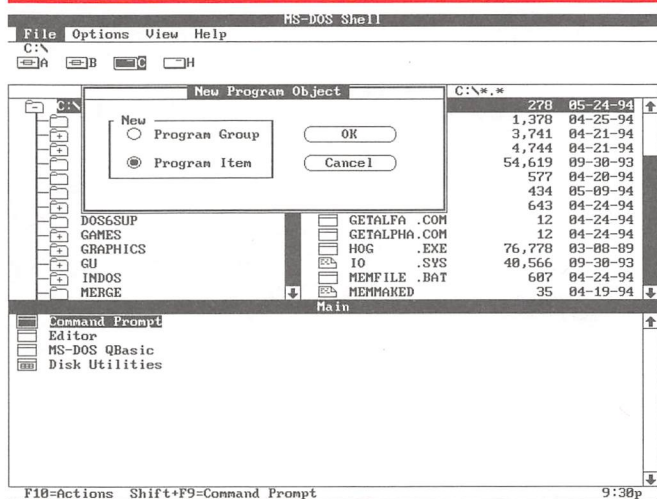 MS-DOS Shell
File Options View Help
C:\
A B C H
C:\*.*
C:\
New Program Object
New
Program Group
Program Item
OK
Cancel
278 05-24-94
1,378 04-25-94
3,741 04-21-94
4,744 04-21-94
54,619 09-30-93
577 04-20-94
434 05-09-94
643 04-24-94
DOS6SUP
GAMES
GRAPHICS
GU
INDOS
MERGE
GETALFA .COM 12 04-24-94
GETALPHA.COM 12 04-24-94
HOG .EXE 76,778 03-08-89
IO .SYS 40,566 09-30-93
MEMFILE .BAT 607 04-24-94
MEMMAKED 35 04-19-94
Main
Command Prompt
Editor
MS-DOS QBasic
Disk Utilities
F10=Actions Shift+F9=Command Prompt 9:30p